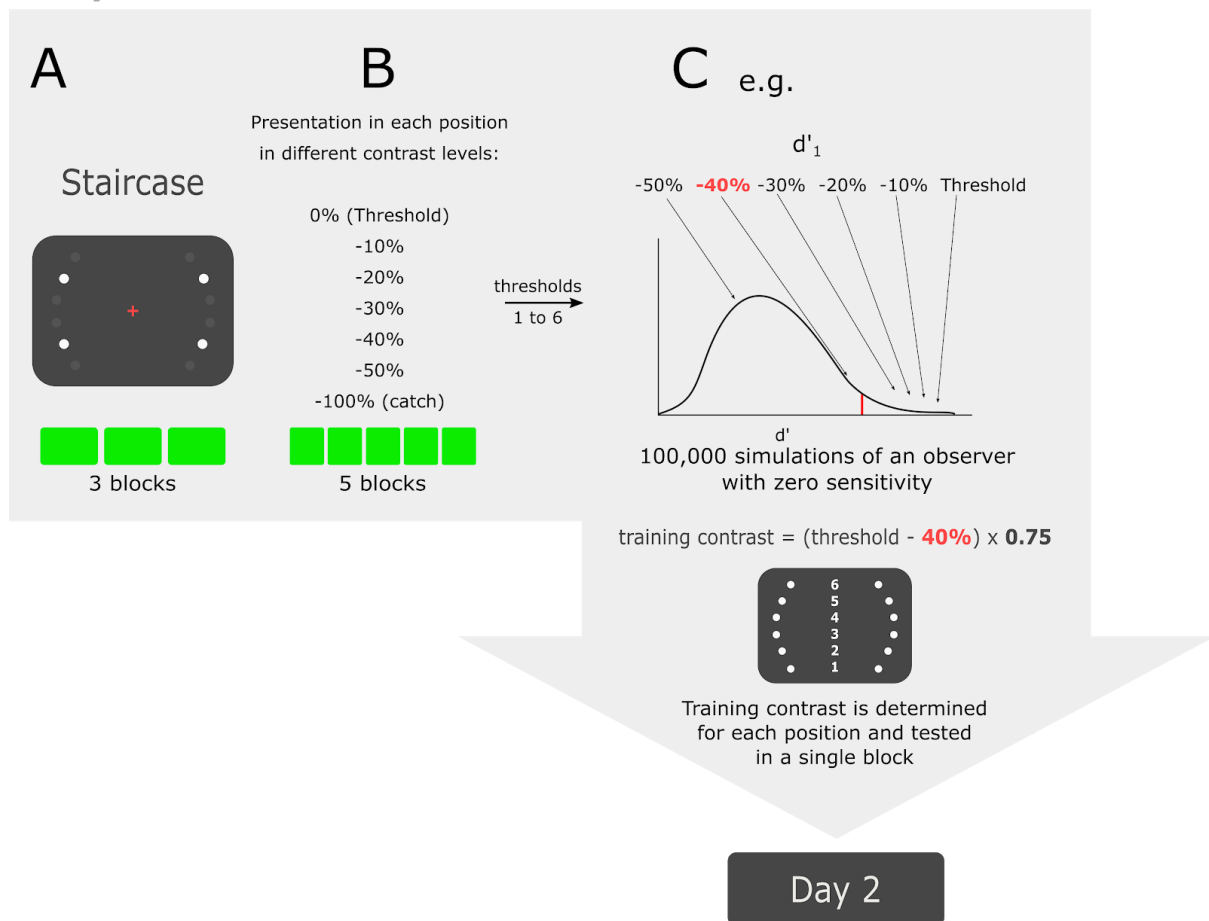 A
Staircase
3 blocks
B
Presentation in each position
in different contrast levels:
0% (Threshold)
-10%
-20%
-30%
-40%
-50%
-100% (catch)
5 blocks
thresholds
1 to 6
C e.g.
d'1
-50% -40% -30% -20% -10% Threshold
d'
100,000 simulations of an observer
with zero sensitivity
training contrast = (threshold - 40%) x 0.75
6
5
4
3
2
1
Training contrast is determined
for each position and tested
in a single block
Day 2